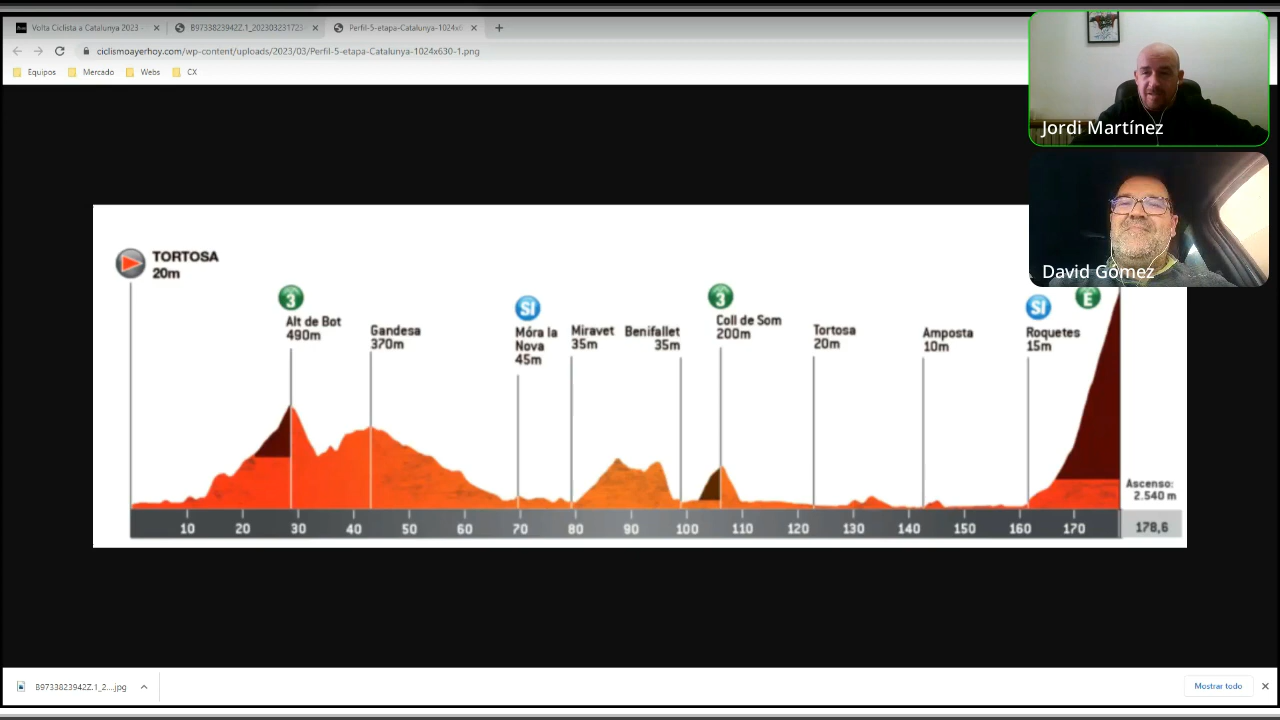 Volta Ciclista a Catalunya 2023 -
B9733823942Z.1_202303231723
Perfil-5-etapa-Catalunya-1024x6
ciclismoayerhoy.com/wp-content/uploads/2023/03/Perfil-5-etapa-Catalunya-1024x630-1.png
Equipos
Mercado
Webs
CX
Jordi Martínez
David Gómez
TORTOSA
20m
3
Alt de Bot
490m
Gandesa
370m
SI
Móra la
Nova
45m
Miravet
35m
Benifallet
35m
3
Coll de Som
200m
Tortosa
20m
Amposta
10m
SI
Roquetes
15m
E
Ascenso:
2.540 m
10 20 30 40 50 60 70 80 90 100 110 120 130 140 150 160 170 178,6
B9733823942Z.1_2....jpg
Mostrar todo